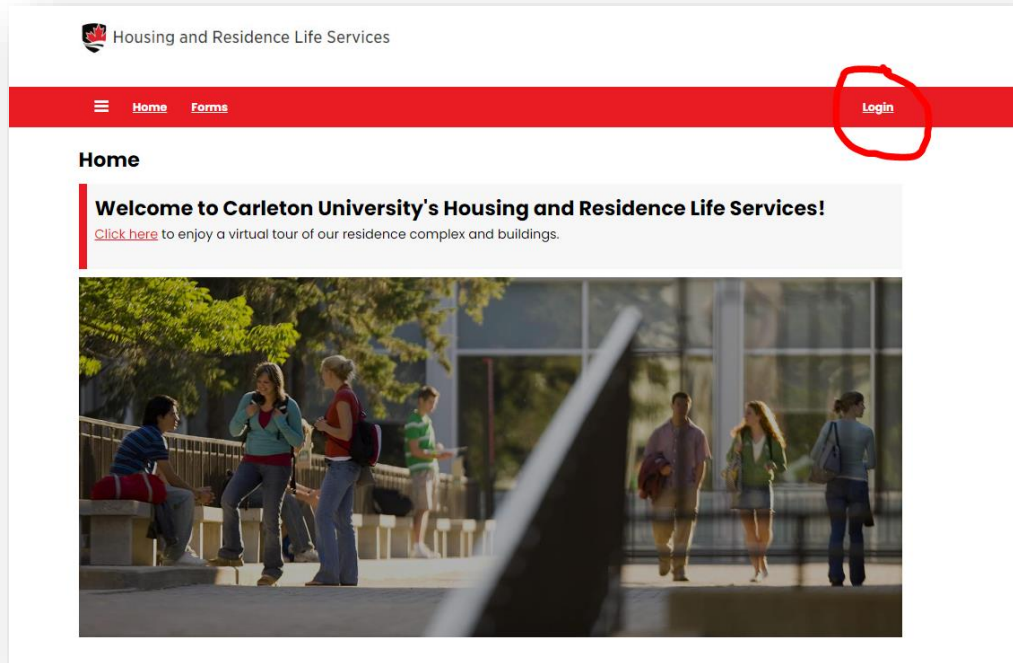 Housing and Residence Life Services
Home Forms Login
Home
Welcome to Carleton University's Housing and Residence Life Services!
Click here to enjoy a virtual tour of our residence complex and buildings.